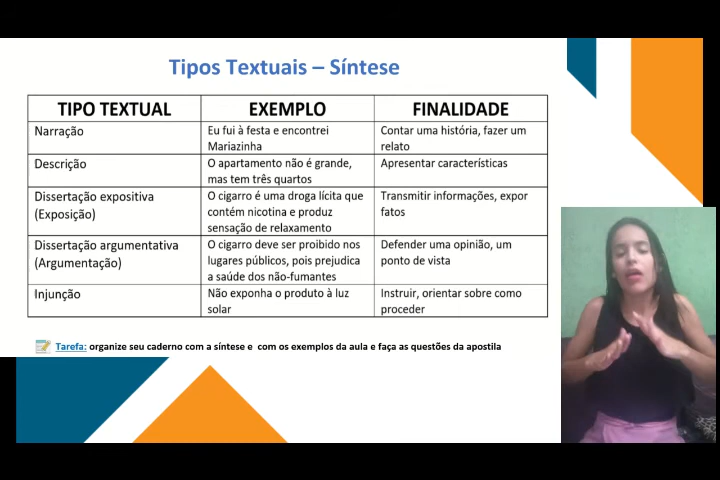 Tipos Textuais – Síntese
TIPO TEXTUAL EXEMPLO FINALIDADE
Narração
Eu fui à festa e encontrei
Mariazinha
Contar uma história, fazer um
relato
Descrição
O apartamento não é grande,
mas tem três quartos
Apresentar características
Dissertação expositiva
(Exposição)
O cigarro é uma droga lícita que
contém nicotina e produz
sensação de relaxamento
Transmitir informações, expor
fatos
Dissertação argumentativa
(Argumentação)
O cigarro deve ser proibido nos
lugares públicos, pois prejudica
a saúde dos não-fumantes
Defender uma opinião, um
ponto de vista
Injunção
Não exponha o produto à luz
solar
Instruir, orientar sobre como
proceder
Tarefa: organize seu caderno com a síntese e com os exemplos da aula e faça as questões da apostila